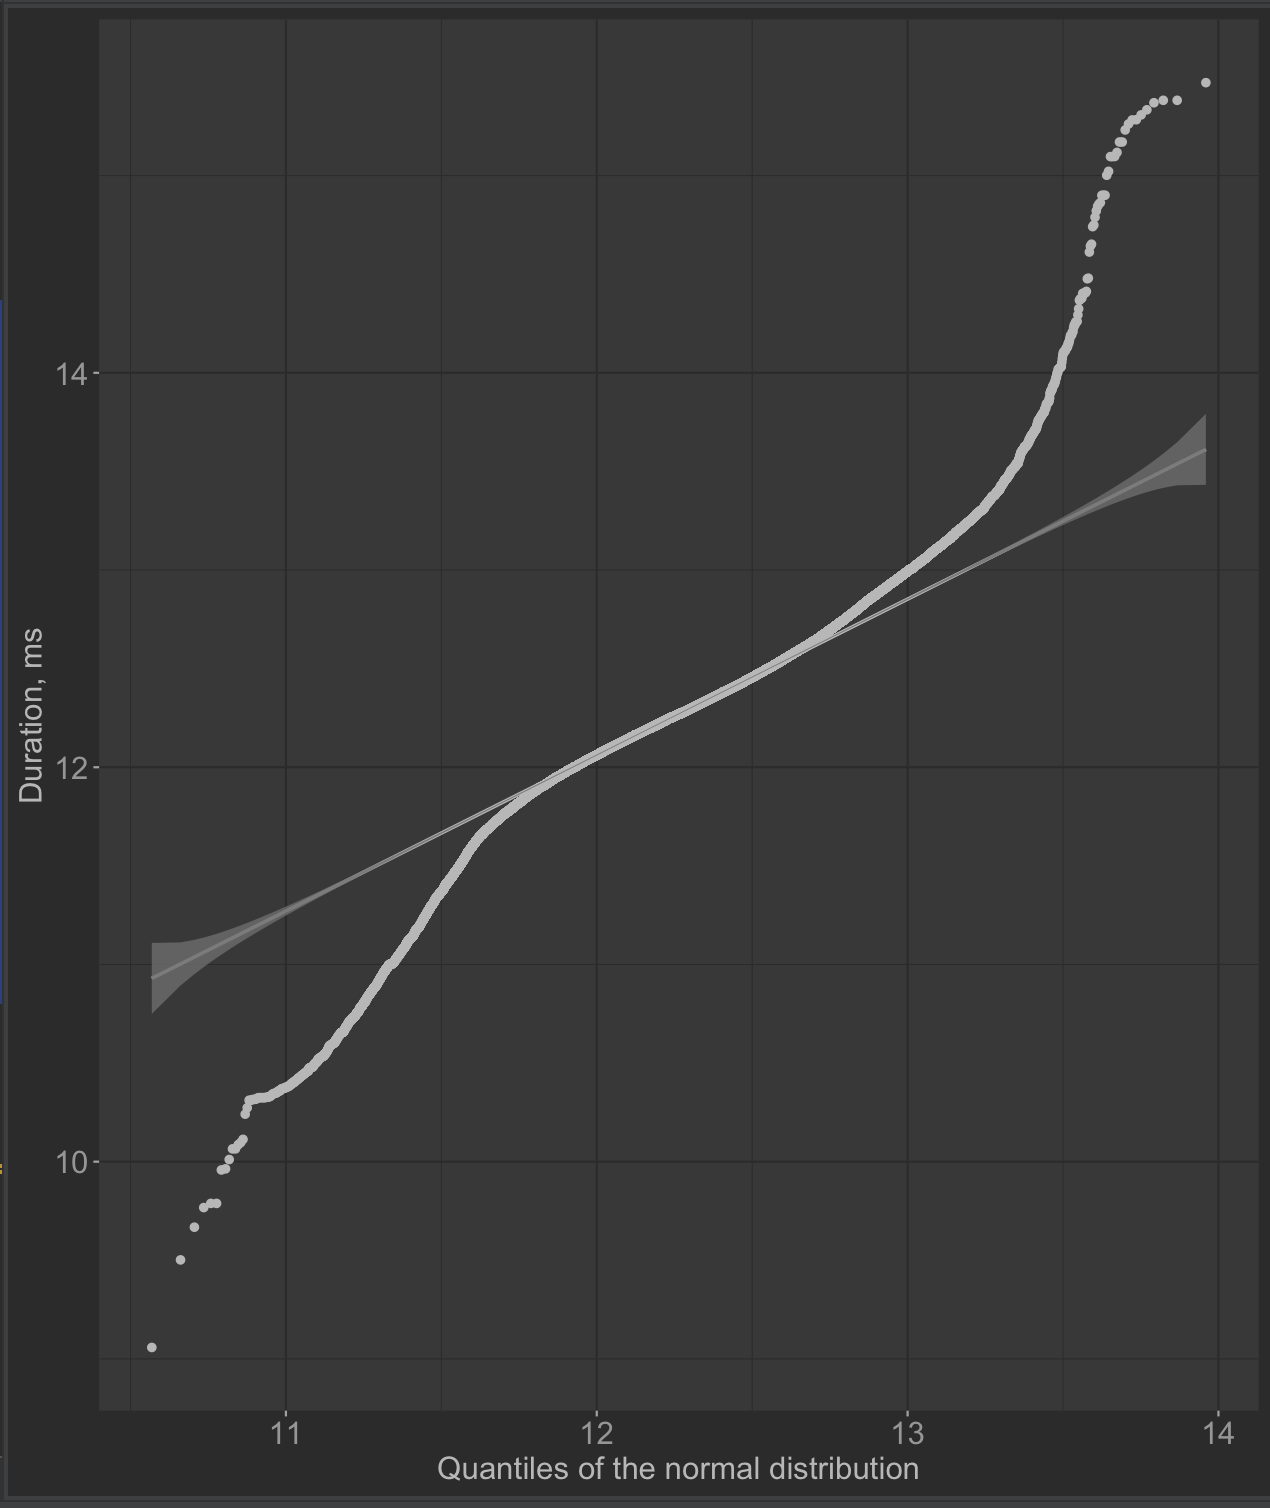 14
12
10
Duration, ms
11 12 13 14
Quantiles of the normal distribution